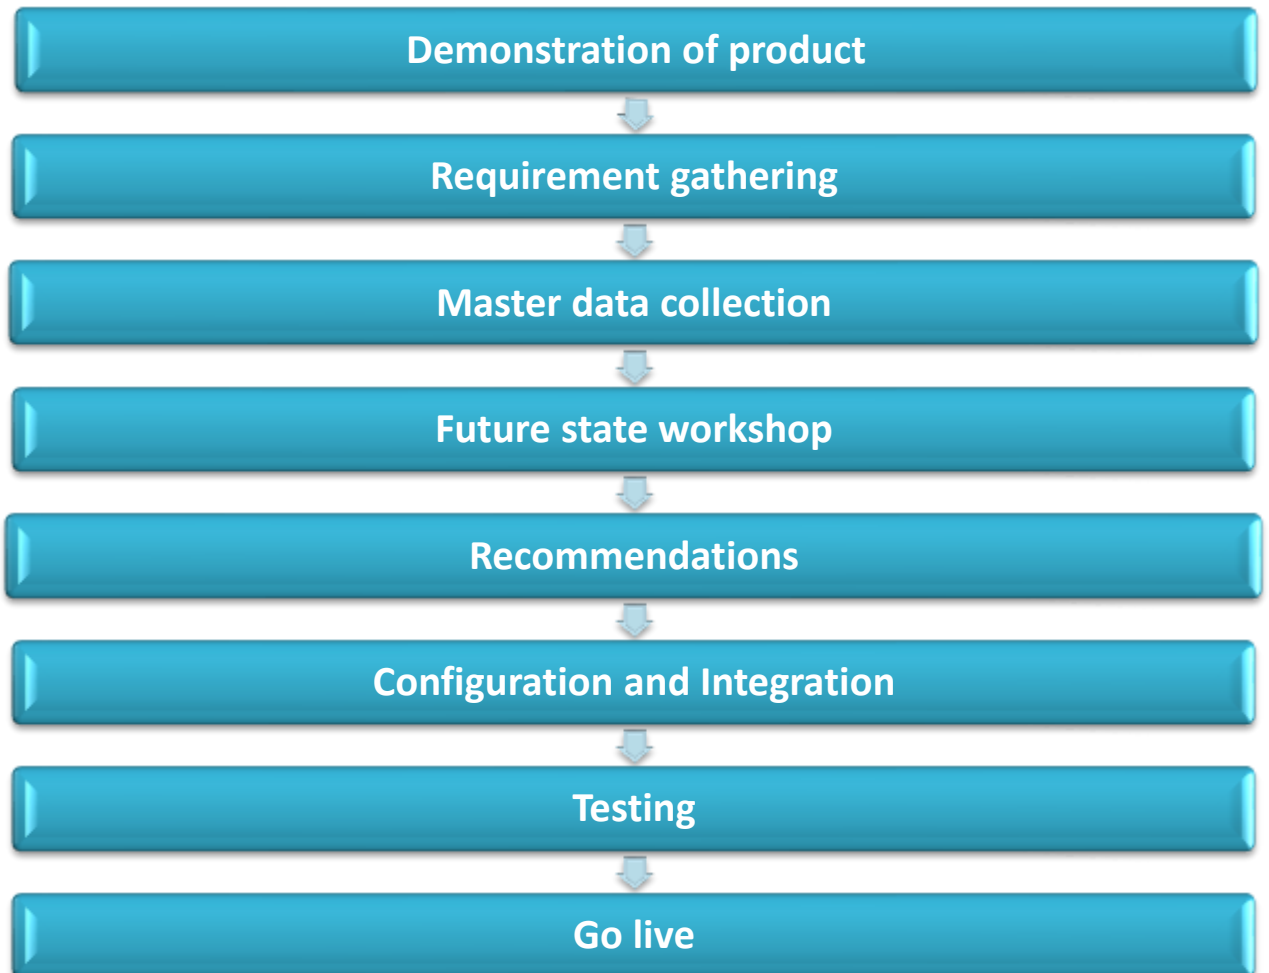 Demonstration of product
Requirement gathering
Master data collection
Future state workshop
Recommendations
Configuration and Integration
Testing
Go live